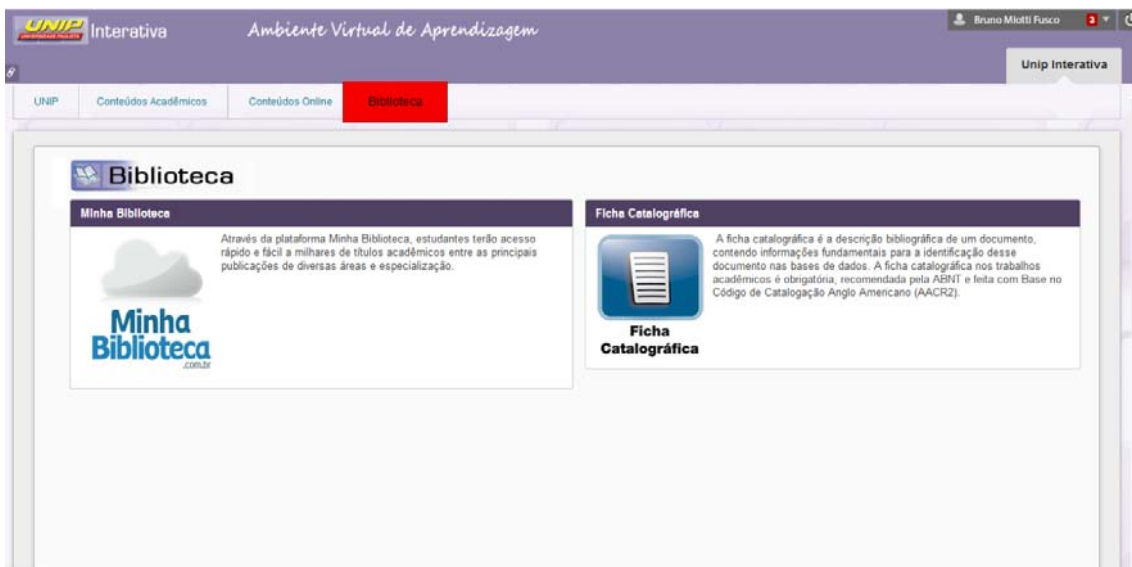 UNIP Interativa
Ambiente Virtual de Aprendizagem
Bruno Miotti Fusco
3
Unip Interativa
UNIP
Conteúdos Acadêmicos
Conteúdos Online
Biblioteca
Biblioteca
Minha Biblioteca
Através da plataforma Minha Biblioteca, estudantes terão acesso
rápido e fácil a milhares de títulos acadêmicos entre as principais
publicações de diversas áreas e especialização.
Minha
Biblioteca
.com.br
Ficha Catalográfica
A ficha catalográfica é a descrição bibliográfica de um documento,
contendo informações fundamentais para a identificação desse
documento nas bases de dados. A ficha catalográfica nos trabalhos
acadêmicos é obrigatória, recomendada pela ABNT e feita com Base no
Código de Catalogação Anglo Americano (AACR2).
Ficha
Catalográfica